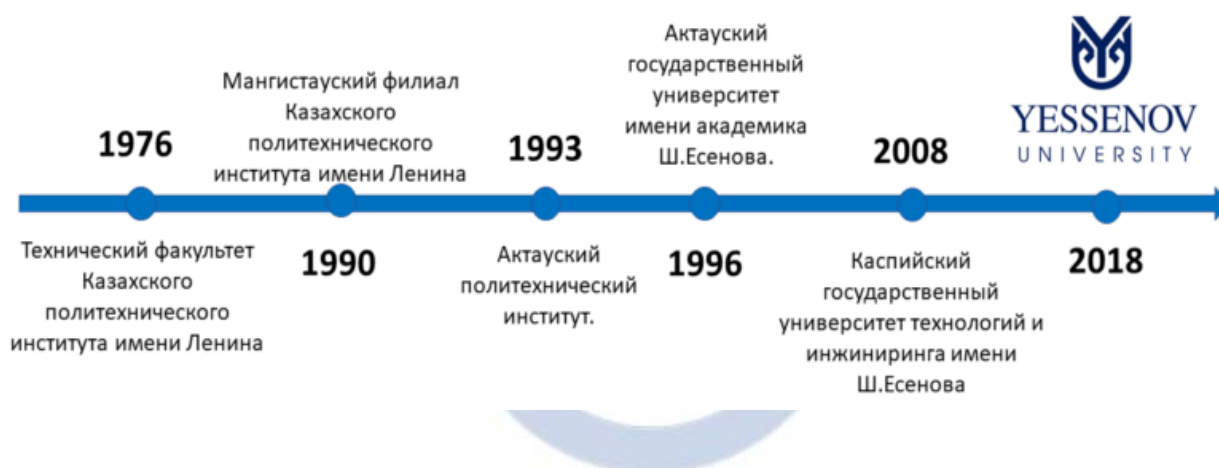 1976
Технический факультет
Казахского
политехнического
института имени Ленина
Мангистауский филиал
Казахского
политехнического
института имени Ленина
1990
1993
Актауский
политехнический
институт.
Актауский
государственный
университет
имени академика
Ш.Есенова.
1996
2008
Каспийский
государственный
университет технологий и
инжиниринга имени
Ш.Есенова
YESSENOV
UNIVERSITY
2018